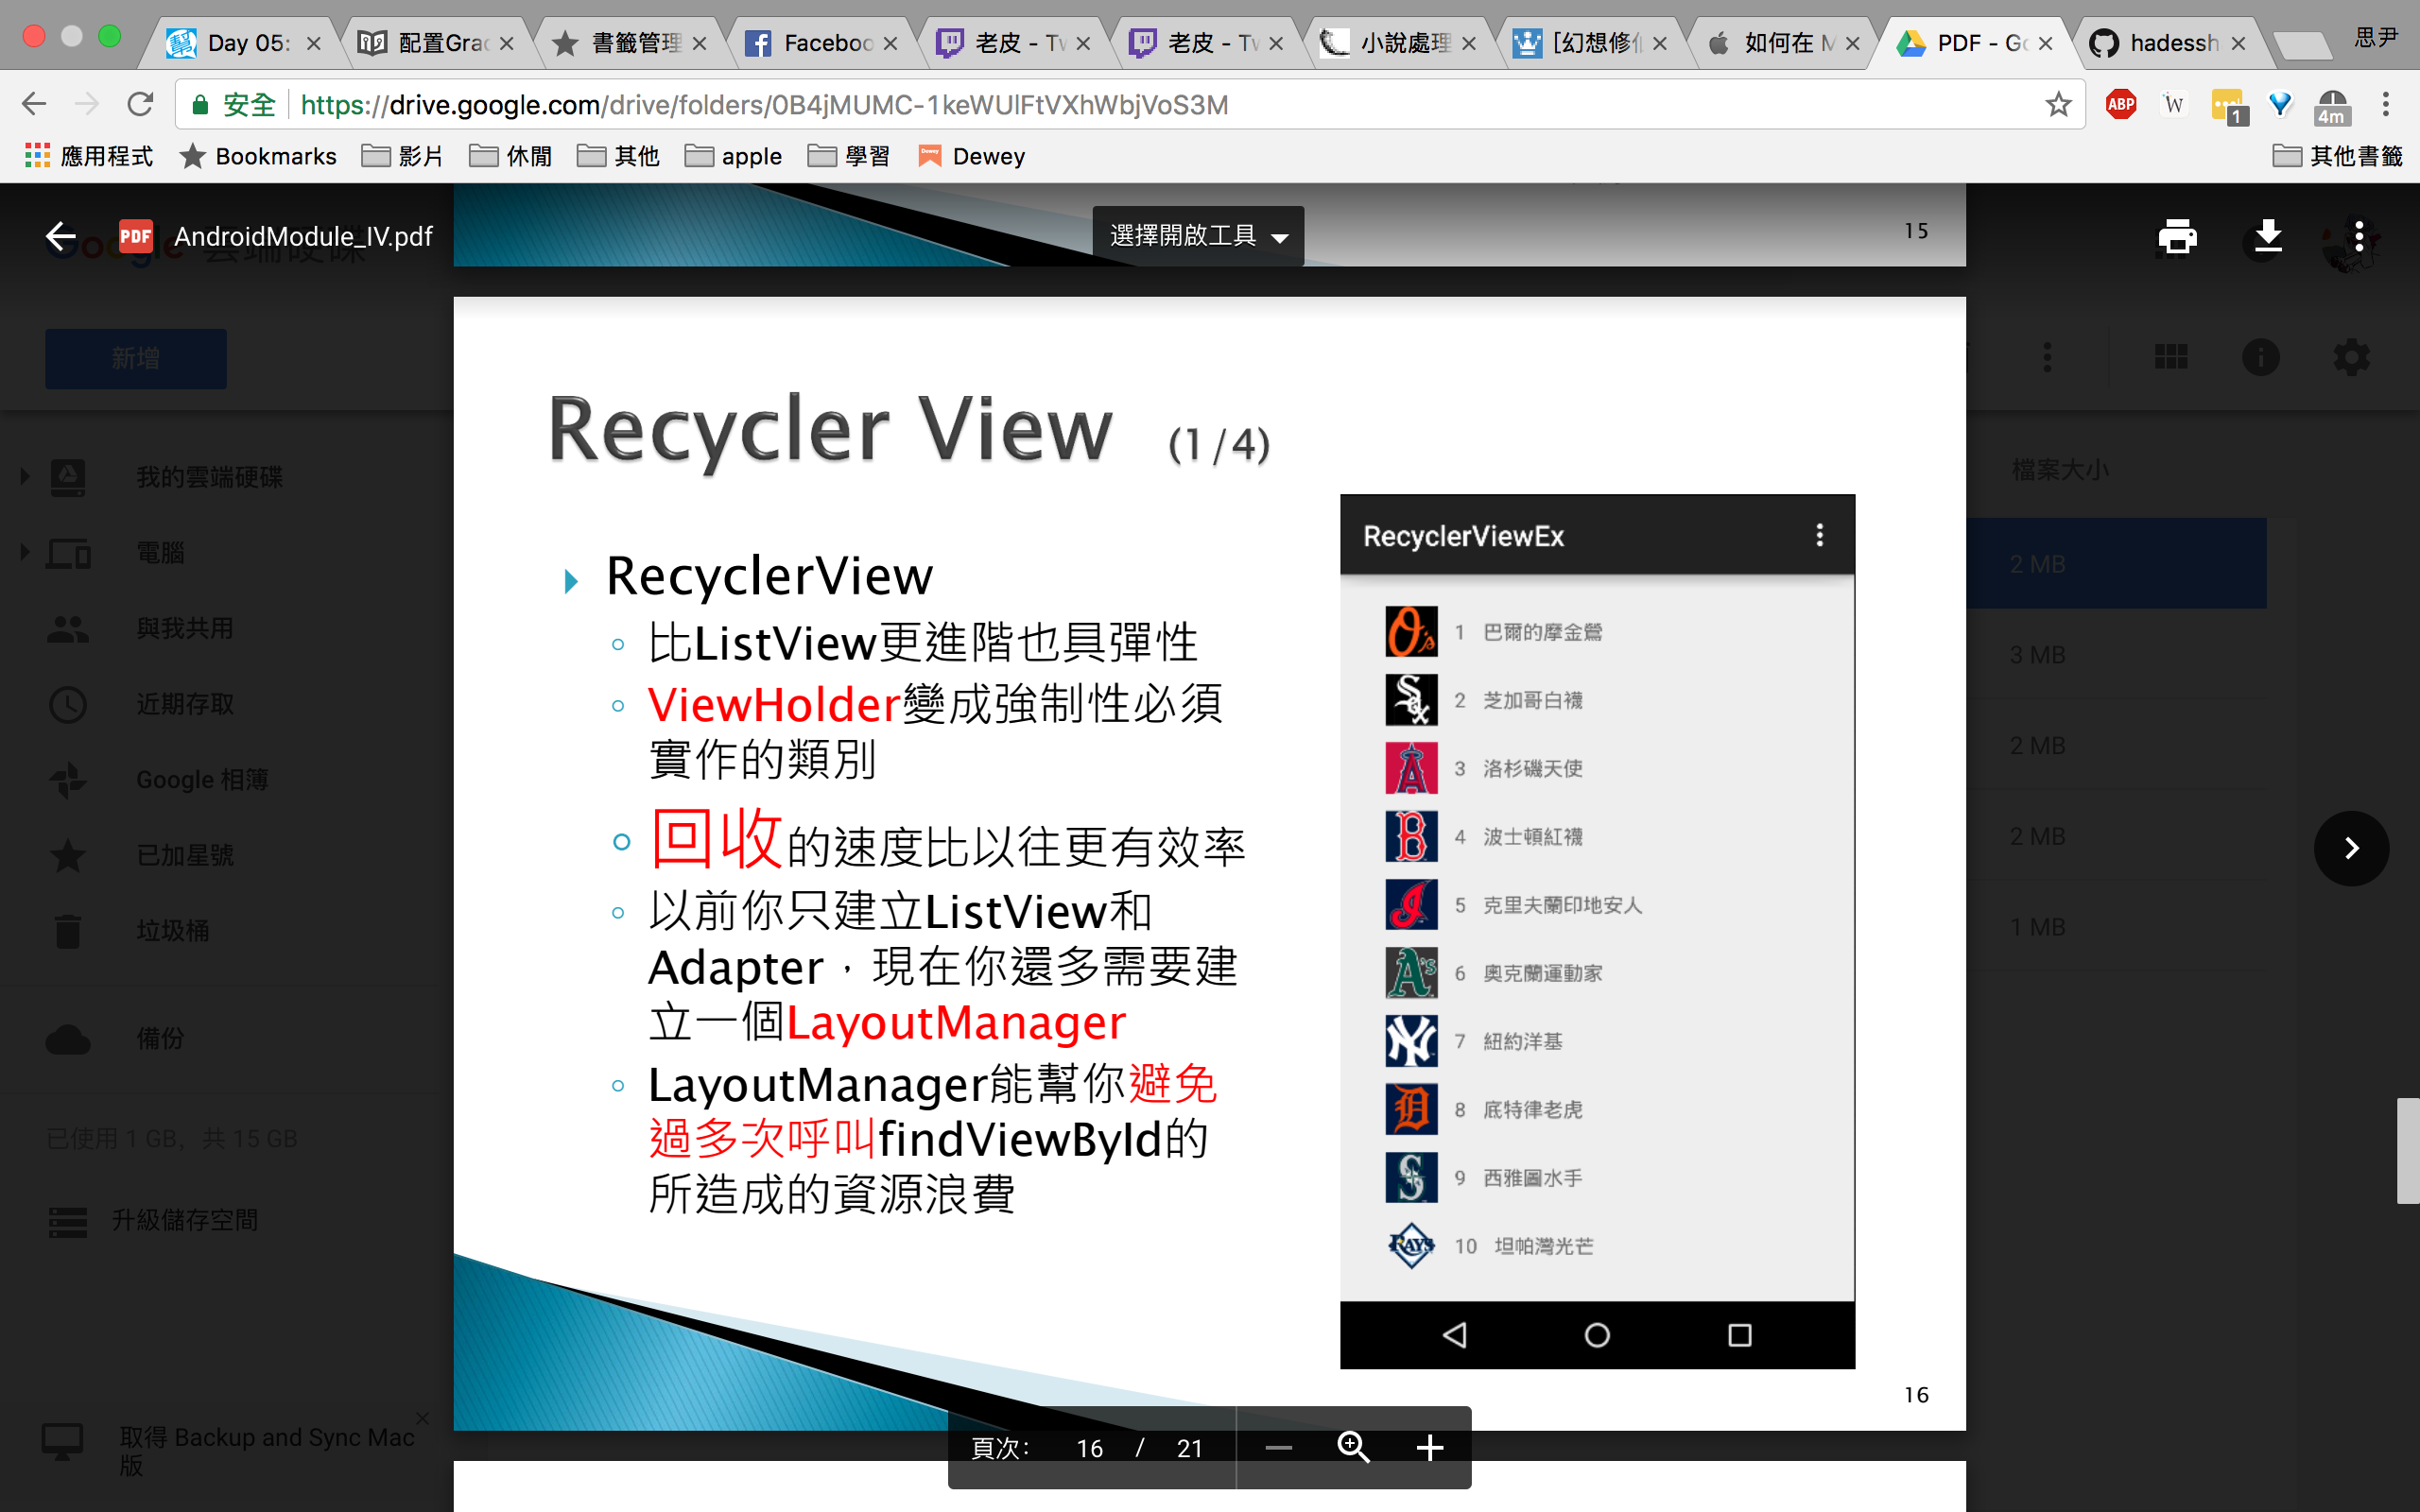 Day 05:
配置Grad
書籤管理
Faceboo
老皮 - Tw
老皮 - Tw
小說處理
[幻想修仙
如何在 M
PDF - Go
hadessh
思尹
安全
https://drive.google.com/drive/folders/0B4jMUMC-1keWUlFtVXhWbjVoS3M
ABP
W
1
4m
應用程式
Bookmarks
影片
休閒
其他
apple
學習
Dewey
其他書籤
PDF
AndroidModule_IV.pdf
選擇開啟工具
15
新增
我的雲端硬碟
電腦
與我共用
近期存取
Google 相簿
已加星號
垃圾桶
備份
已使用 1 GB，共 15 GB
升級儲存空間
取得 Backup and Sync Mac
版
檔案大小
2 MB
3 MB
2 MB
2 MB
1 MB
Recycler View (1/4)
RecyclerView
比ListView更進階也具彈性
ViewHolder變成強制性必須
實作的類別
回收的速度比以往更有效率
以前你只建立ListView和
Adapter，現在你還多需要建
立一個LayoutManager
LayoutManager能幫你避免
過多次呼叫findViewById的
所造成的資源浪費
RecyclerViewEx
1 巴爾的摩金鶯
2 芝加哥白襪
3 洛杉磯天使
4 波士頓紅襪
5 克里夫蘭印地安人
6 奧克蘭運動家
7 紐約洋基
8 底特律老虎
9 西雅圖水手
RAYS
10 坦帕灣光芒
16
頁次： 16 / 21